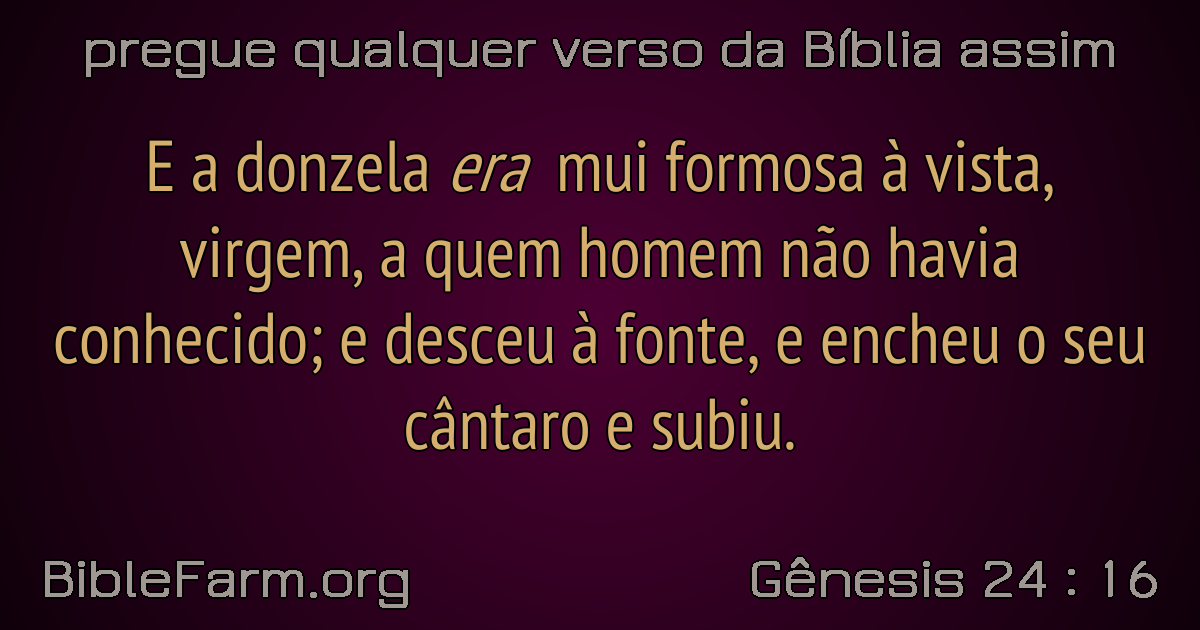 pregue qualquer verso da Bíblia assim
E a donzela era mui formosa à vista,
virgem, a quem homem não havia
conhecido; e desceu à fonte, e encheu o seu
cântaro e subiu.
BibleFarm.org
Gênesis 24 : 16